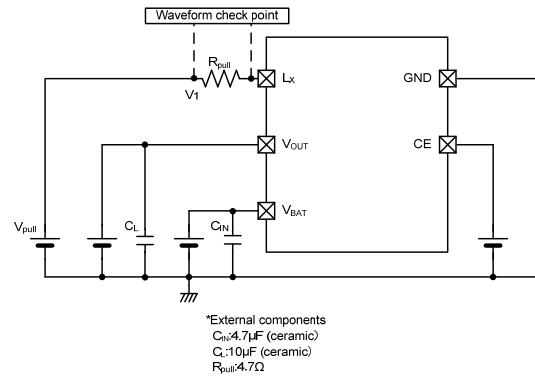 Waveform check point
Rpull
LX
GND
V1
VOUT
CE
VBAT
Vpull
CL
CIN
*External components
CIN:4.7μF (ceramic)
CL:10μF (ceramic)
Rpull:4.7Ω